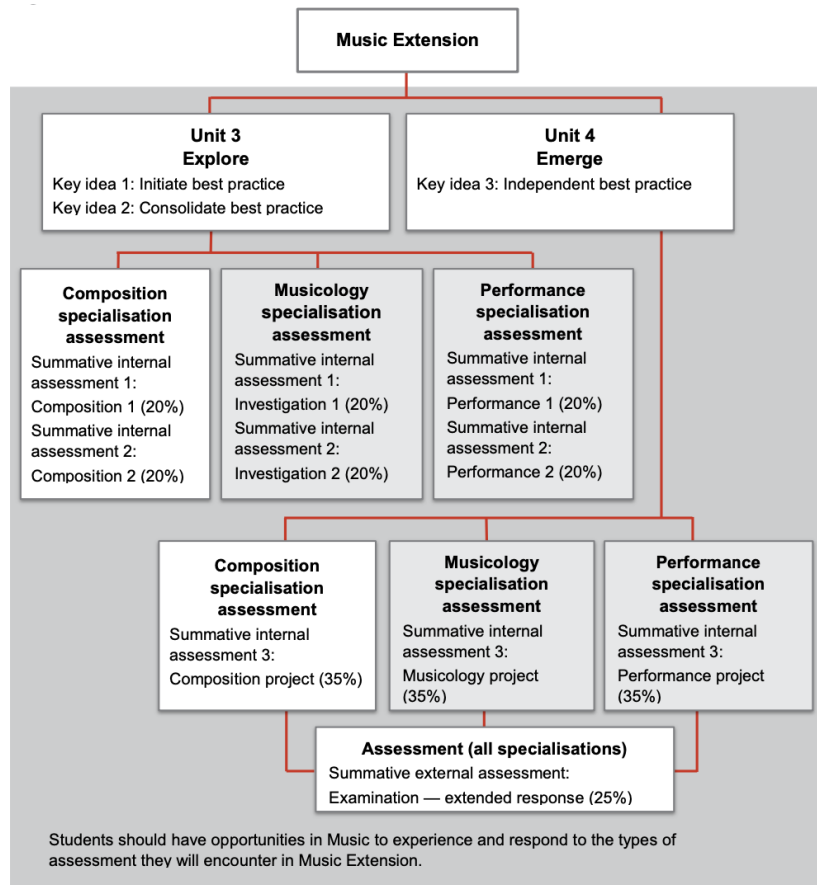 Music Extension
Unit 3
Explore
Key idea 1: Initiate best practice
Key idea 2: Consolidate best practice
Unit 4
Emerge
Key idea 3: Independent best practice
Composition
specialisation
assessment
Summative internal
assessment 1:
Composition 1 (20%)
Summative internal
assessment 2:
Composition 2 (20%)
Musicology
specialisation
assessment
Summative internal
assessment 1:
Investigation 1 (20%)
Summative internal
assessment 2:
Investigation 2 (20%)
Performance
specialisation
assessment
Summative internal
assessment 1:
Performance 1 (20%)
Summative internal
assessment 2:
Performance 2 (20%)
Composition
specialisation
assessment
Summative internal
assessment 3:
Composition project (35%)
Musicology
specialisation
assessment
Summative internal
assessment 3:
Musicology project
(35%)
Performance
specialisation
assessment
Summative internal
assessment 3:
Performance project
(35%)
Assessment (all specialisations)
Summative external assessment:
Examination — extended response (25%)
Students should have opportunities in Music to experience and respond to the types of
assessment they will encounter in Music Extension.